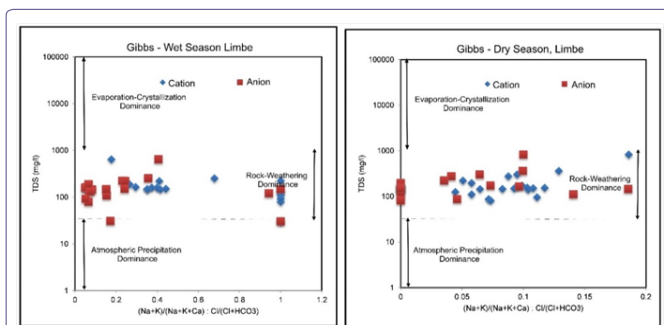 Gibbs - Wet Season Limbe
100000
10000
1000
100
10
1
TDS (mg/l)
Cation
Anion
Evaporation-Crystallization
Dominance
Rock-Weathering
Dominance
Atmospheric Precipitation
Dominance
0
0.2
0.4
0.6
0.8
1
1.2
(Na+K)/(Na+K+Ca) : Cl/(Cl+HCO3)
Gibbs - Dry Season, Limbe
100000
10000
1000
100
10
1
TDS (mg/l)
Cation
Anion
Evaporation-Crystallization
Dominance
Rock-Weathering
Dominance
Atmospheric Precipitation
Dominance
0
0.05
0.1
0.15
0.2
(Na+K)/(Na+K+Ca) : Cl/(Cl+HCO3)